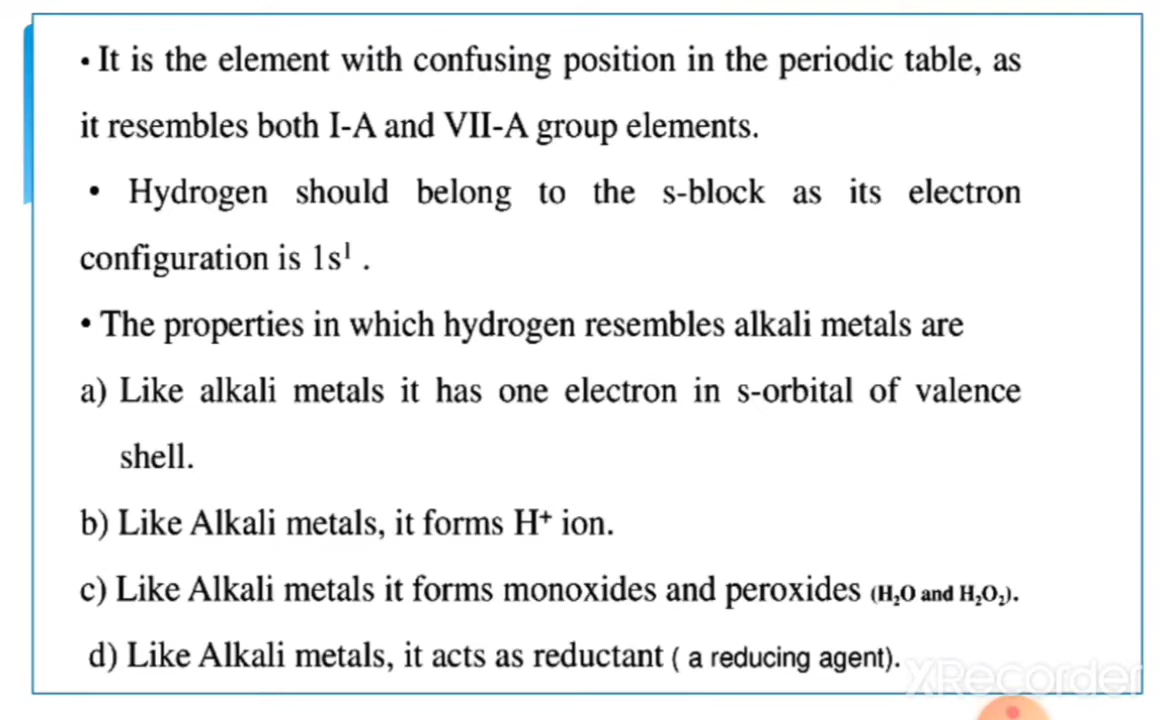 • It is the element with confusing position in the periodic table, as
it resembles both I-A and VII-A group elements.
• Hydrogen should belong to the s-block as its electron
configuration is 1s¹ .
• The properties in which hydrogen resembles alkali metals are
a) Like alkali metals it has one electron in s-orbital of valence
shell.
b) Like Alkali metals, it forms H⁺ ion.
c) Like Alkali metals it forms monoxides and peroxides (H₂O and H₂O₂).
d) Like Alkali metals, it acts as reductant ( a reducing agent).
XRecorder